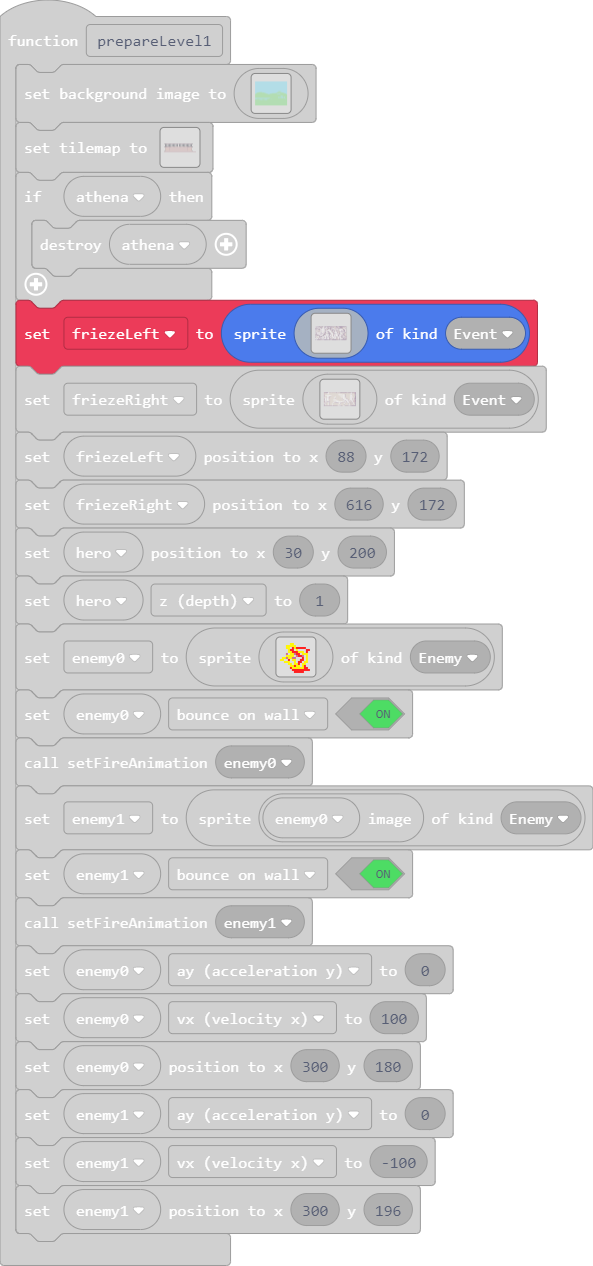 function prepareLevel1
set background image to
set tilemap to
if athena then
destroy athena
set friezeLeft to sprite of kind Event
set friezeRight to sprite of kind Event
set friezeLeft position to x 88 y 172
set friezeRight position to x 616 y 172
set hero position to x 30 y 200
set hero z (depth) to 1
set enemy0 to sprite of kind Enemy
set enemy0 bounce on wall ON
call setFireAnimation enemy0
set enemy1 to sprite enemy0 image of kind Enemy
set enemy1 bounce on wall ON
call setFireAnimation enemy1
set enemy0 ay (acceleration y) to 0
set enemy0 vx (velocity x) to 100
set enemy0 position to x 300 y 180
set enemy1 ay (acceleration y) to 0
set enemy1 vx (velocity x) to -100
set enemy1 position to x 300 y 196